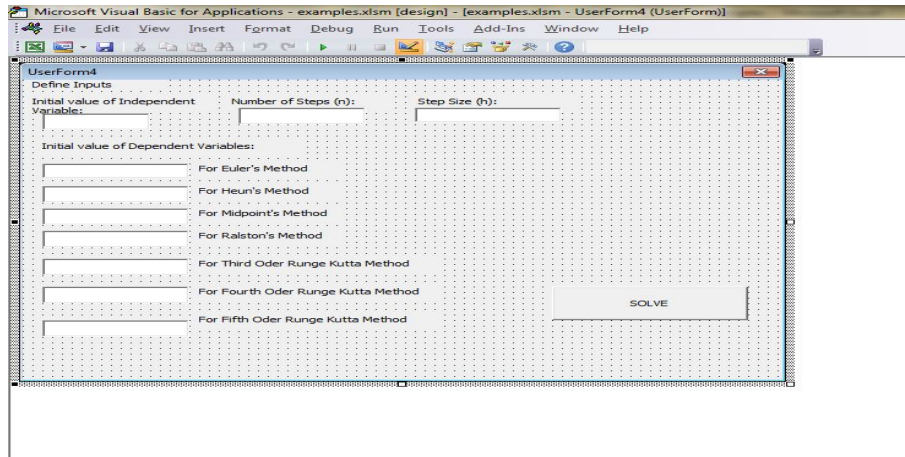 Microsoft Visual Basic for Applications - examples.xlsm [design] - [examples.xlsm - UserForm4 (UserForm)]
File Edit View Insert Format Debug Run Tools Add-Ins Window Help
UserForm4
Define Inputs
Initial value of Independent Variable:
Number of Steps (n):
Step Size (h):
Initial value of Dependent Variables:
For Euler's Method
For Heun's Method
For Midpoint's Method
For Ralston's Method
For Third Oder Runge Kutta Method
For Fourth Oder Runge Kutta Method
For Fifth Oder Runge Kutta Method
SOLVE